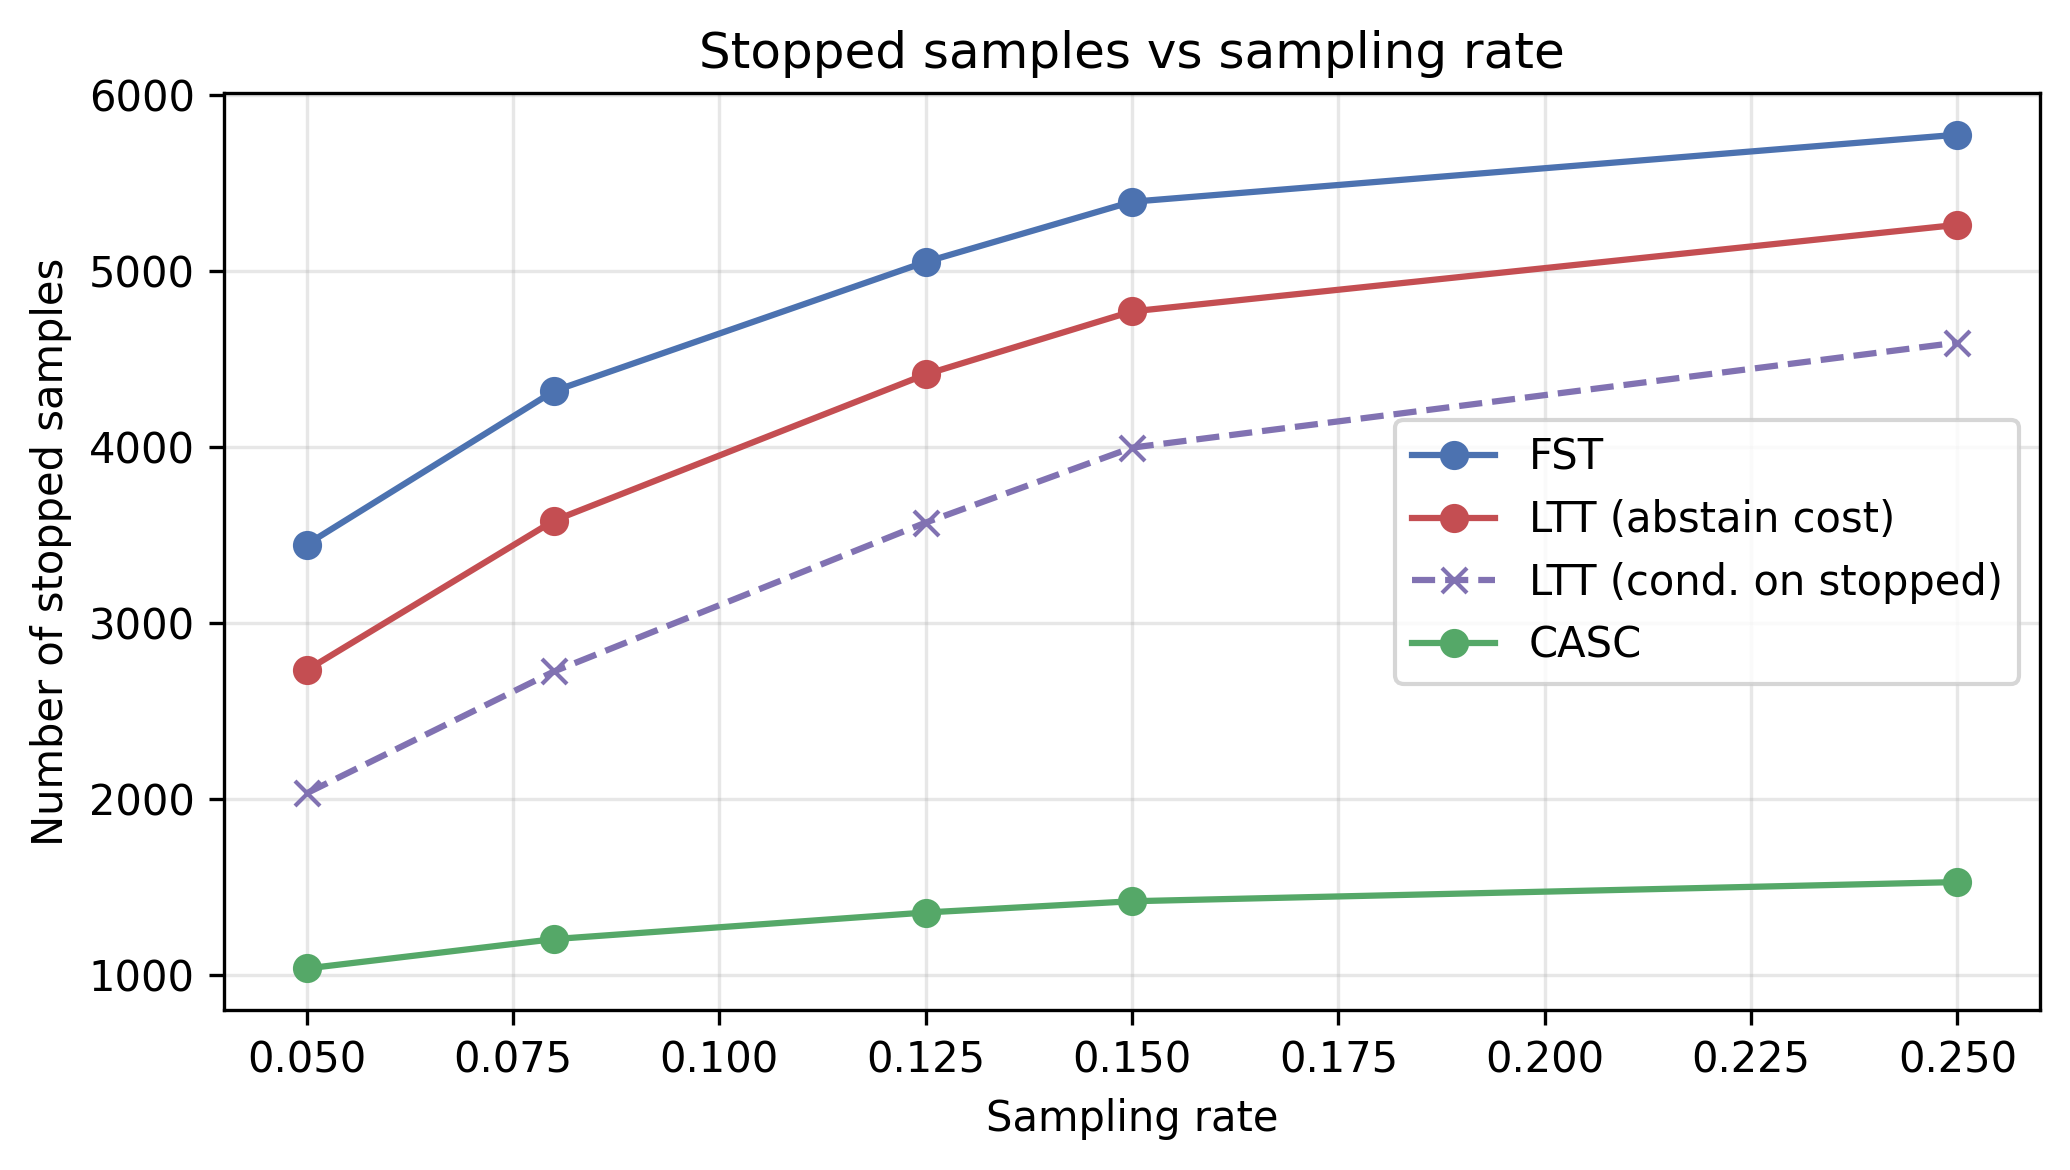 Stopped samples vs sampling rate
Number of stopped samples
6000
5000
4000
3000
2000
1000
FST
LTT (abstain cost)
LTT (cond. on stopped)
CASC
0.050 0.075 0.100 0.125 0.150 0.175 0.200 0.225 0.250
Sampling rate